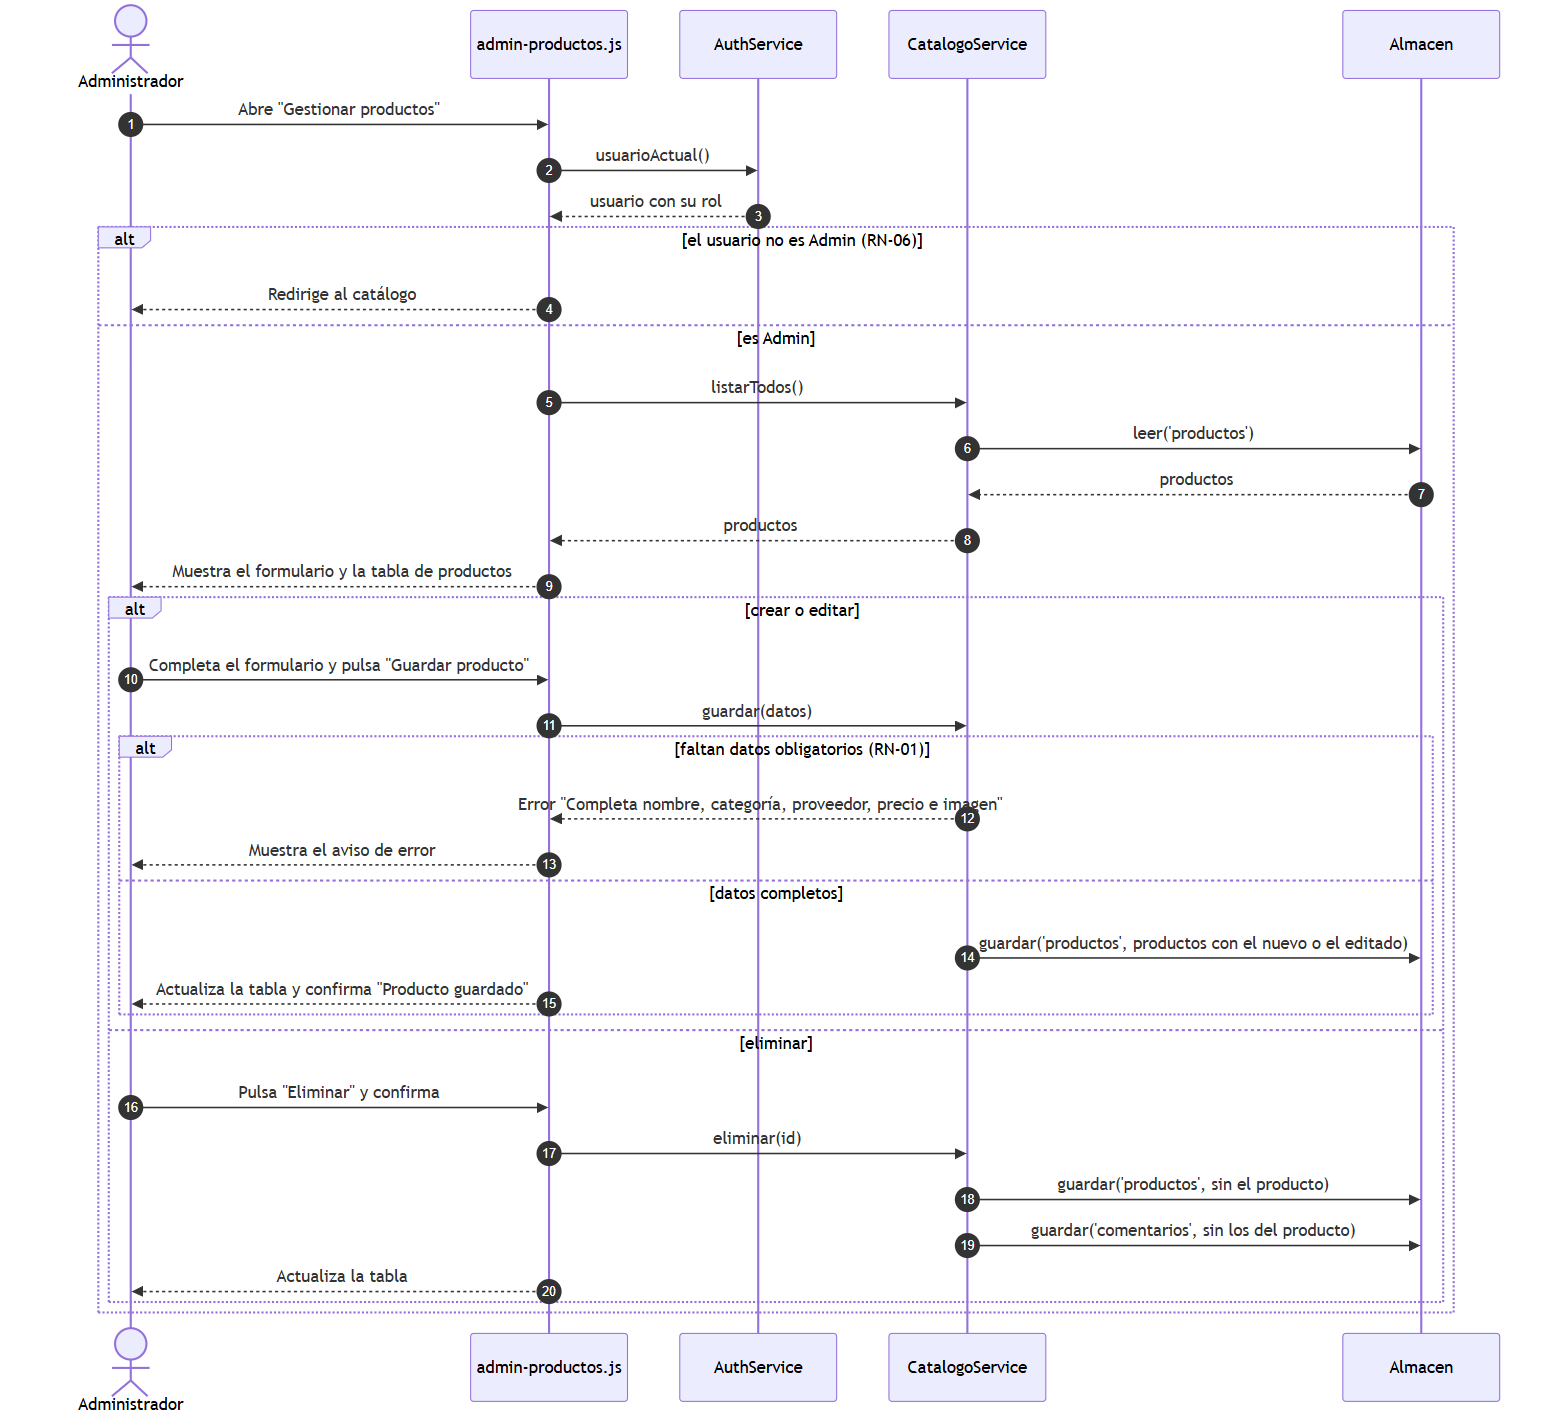 Administrador
admin-productos.js
AuthService
CatalogoService
Almacen
1
Abre "Gestionar productos"
2
usuarioActual()
3
usuario con su rol
alt
[el usuario no es Admin (RN-06)]
4
Redirige al catálogo
[es Admin]
5
listarTodos()
6
leer('productos')
7
productos
8
productos
9
Muestra el formulario y la tabla de productos
alt
[crear o editar]
10
Completa el formulario y pulsa "Guardar producto"
11
guardar(datos)
alt
[faltan datos obligatorios (RN-01)]
12
Error "Completa nombre, categoría, proveedor, precio e imagen"
13
Muestra el aviso de error
[datos completos]
14
guardar('productos', productos con el nuevo o el editado)
15
Actualiza la tabla y confirma "Producto guardado"
[eliminar]
16
Pulsa "Eliminar" y confirma
17
eliminar(id)
18
guardar('productos', sin el producto)
19
guardar('comentarios', sin los del producto)
20
Actualiza la tabla
Administrador
admin-productos.js
AuthService
CatalogoService
Almacen